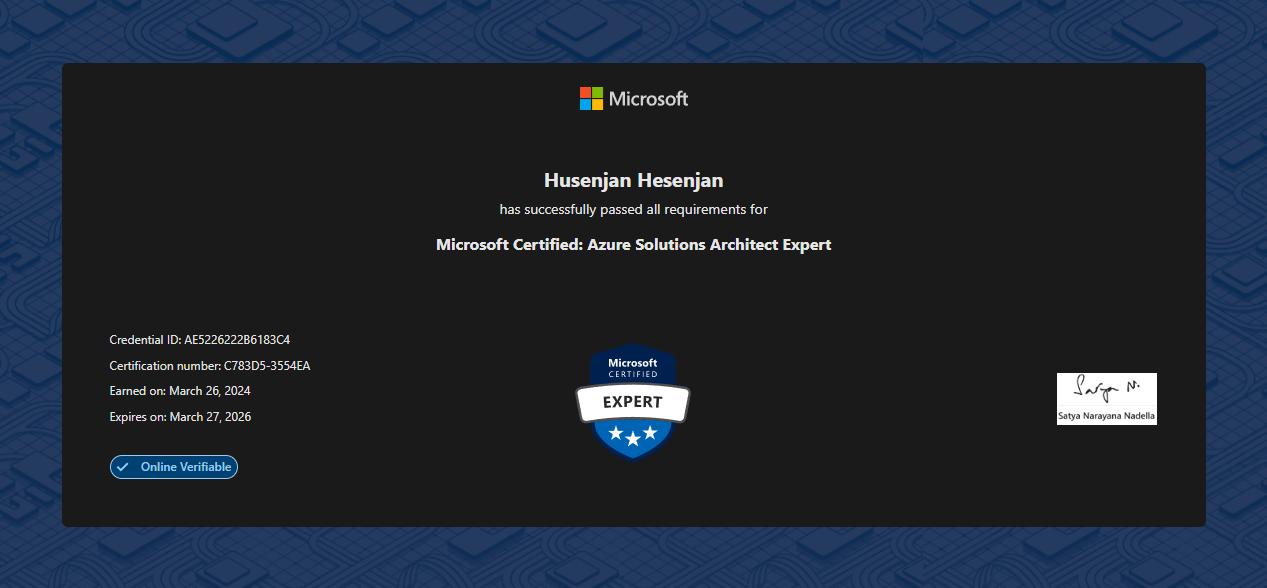 Microsoft
Husenjan Hesenjan
has successfully passed all requirements for
Microsoft Certified: Azure Solutions Architect Expert
Credential ID: AE5226222B6183C4
Certification number: C783D5-3554EA
Earned on: March 26, 2024
Expires on: March 27, 2026
Online Verifiable
Microsoft
CERTIFIED
EXPERT
Satya N.
Satya Narayana Nadella